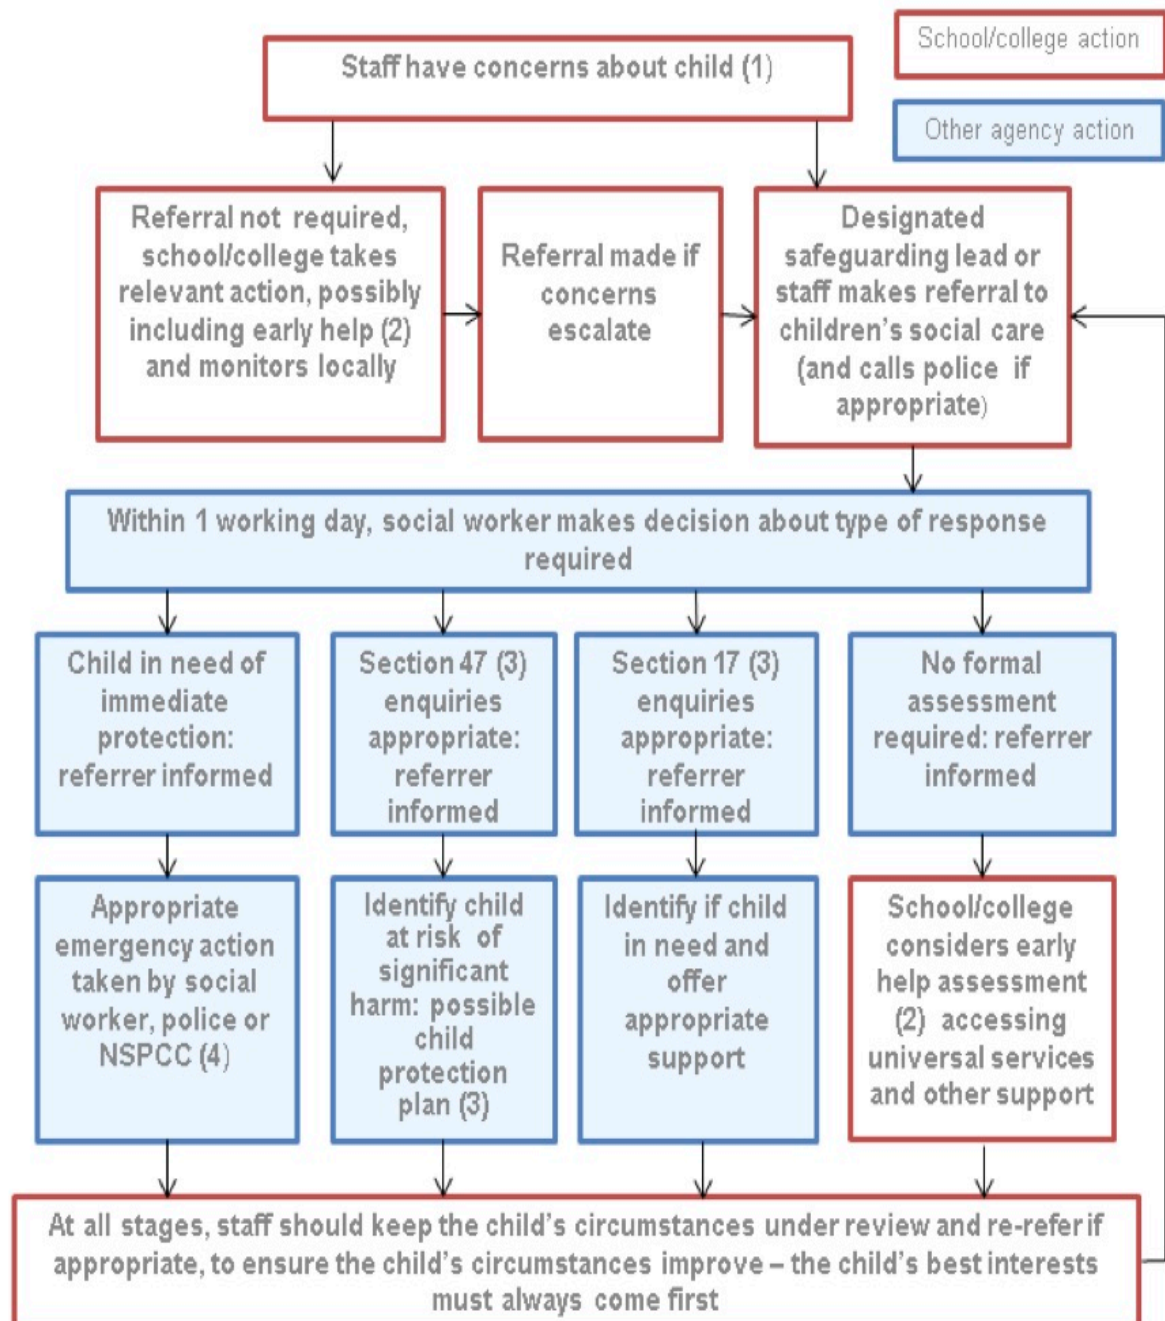 School/college action
Staff have concerns about child (1)
Other agency action
Referral not required,
school/college takes
relevant action, possibly
including early help (2)
and monitors locally
Referral made if
concerns
escalate
Designated
safeguarding lead or
staff makes referral to
children's social care
(and calls police if
appropriate)
Within 1 working day, social worker makes decision about type of response
required
Child in need of
immediate
protection:
referrer informed
Section 47 (3)
enquiries
appropriate:
referrer
informed
Section 17 (3)
enquiries
appropriate:
referrer
informed
No formal
assessment
required: referrer
informed
Appropriate
emergency action
taken by social
worker, police or
NSPCC (4)
Identify child
at risk of
significant
harm: possible
child
protection
plan (3)
Identify if child
in need and
offer
appropriate
support
School/college
considers early
help assessment
(2) accessing
universal services
and other support
At all stages, staff should keep the child's circumstances under review and re-refer if
appropriate, to ensure the child's circumstances improve – the child's best interests
must always come first